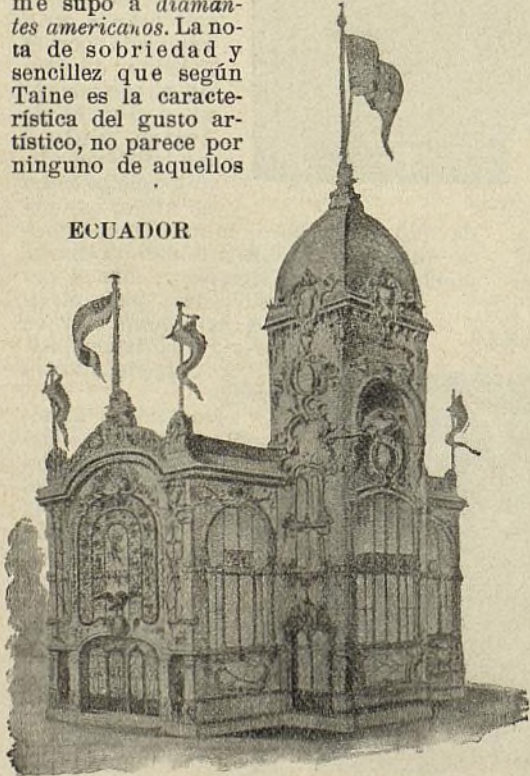 me supo a diaman-
tes americanos. La no-
ta de sobriedad y
sencillez que según
Taine es la caracte-
rística del gusto ar-
tístico, no parece por
ninguno de aquellos
ECUADOR